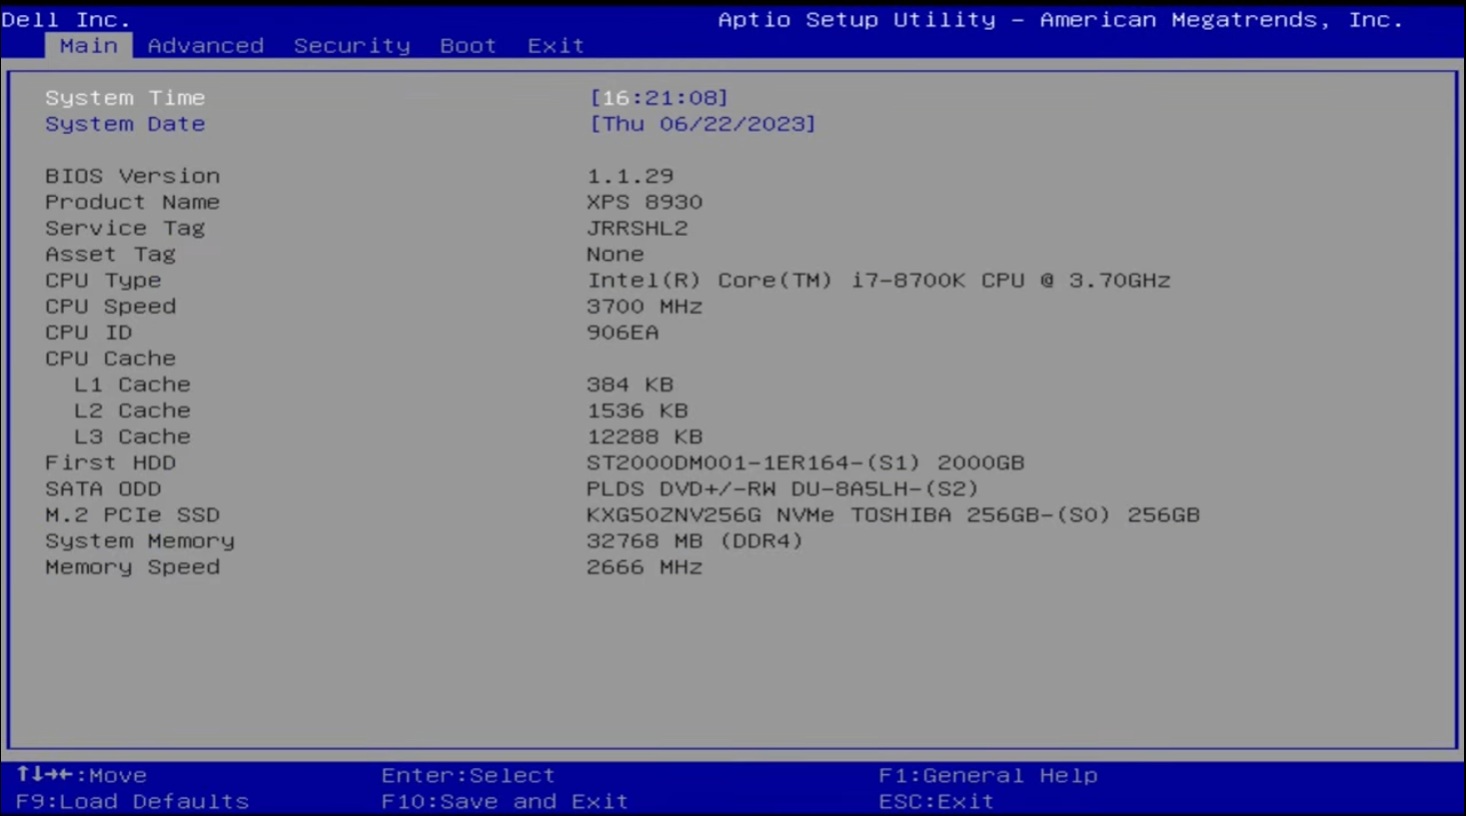 Dell Inc. Aptio Setup Utility – American Megatrends, Inc.
Main Advanced Security Boot Exit
System Time [16:21:08]
System Date [Thu 06/22/2023]
BIOS Version 1.1.29
Product Name XPS 8930
Service Tag JRRSHL2
Asset Tag None
CPU Type Intel(R) Core(TM) i7-8700K CPU @ 3.70GHz
CPU Speed 3700 MHz
CPU ID 906EA
CPU Cache
L1 Cache 384 KB
L2 Cache 1536 KB
L3 Cache 12288 KB
First HDD ST2000DM001-1ER164-(S1) 2000GB
SATA ODD PLDS DVD+/-RW DU-8A5LH-(S2)
M.2 PCIe SSD KXG50ZNV256G NVMe TOSHIBA 256GB-(S0) 256GB
System Memory 32768 MB (DDR4)
Memory Speed 2666 MHz
↑↓→←:Move Enter:Select F1:General Help
F9:Load Defaults F10:Save and Exit ESC:Exit